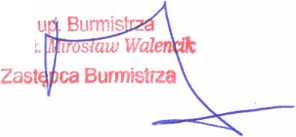 up. Burmistrza
Mirosław Walencik
Zastępca Burmistrza